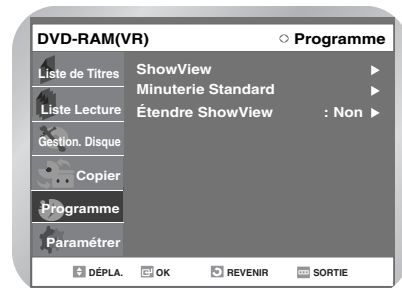 DVD-RAM(VR) Programme
Liste de Titres
Liste Lecture
Gestion. Disque
Copier
Programme
Paramétrer
ShowView
Minuterie Standard
Étendre ShowView : Non
DÉPLA. OK REVENIR SORTIE